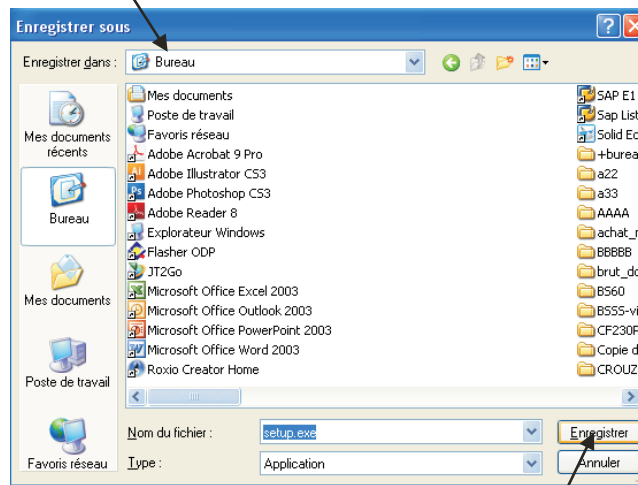 Enregistrer sous
Enregistrer dans :
Bureau
Mes documents récents
Bureau
Mes documents
Poste de travail
Favoris réseau
Mes documents
Poste de travail
Favoris réseau
Adobe Acrobat 9 Pro
Adobe Illustrator CS3
Adobe Photoshop CS3
Adobe Reader 8
Explorateur Windows
Flasher ODP
JT2Go
Microsoft Office Excel 2003
Microsoft Office Outlook 2003
Microsoft Office PowerPoint 2003
Microsoft Office Word 2003
Roxio Creator Home
SAP E1
Sap List
Solid Ec
+burea
a22
a33
AAAA
achat_r
BBBBB
brut_do
BS60
BSSS-vi
CF230P
Copie d
CROUZ
Nom du fichier :
setup.exe
Enregistrer
Type :
Application
Annuler